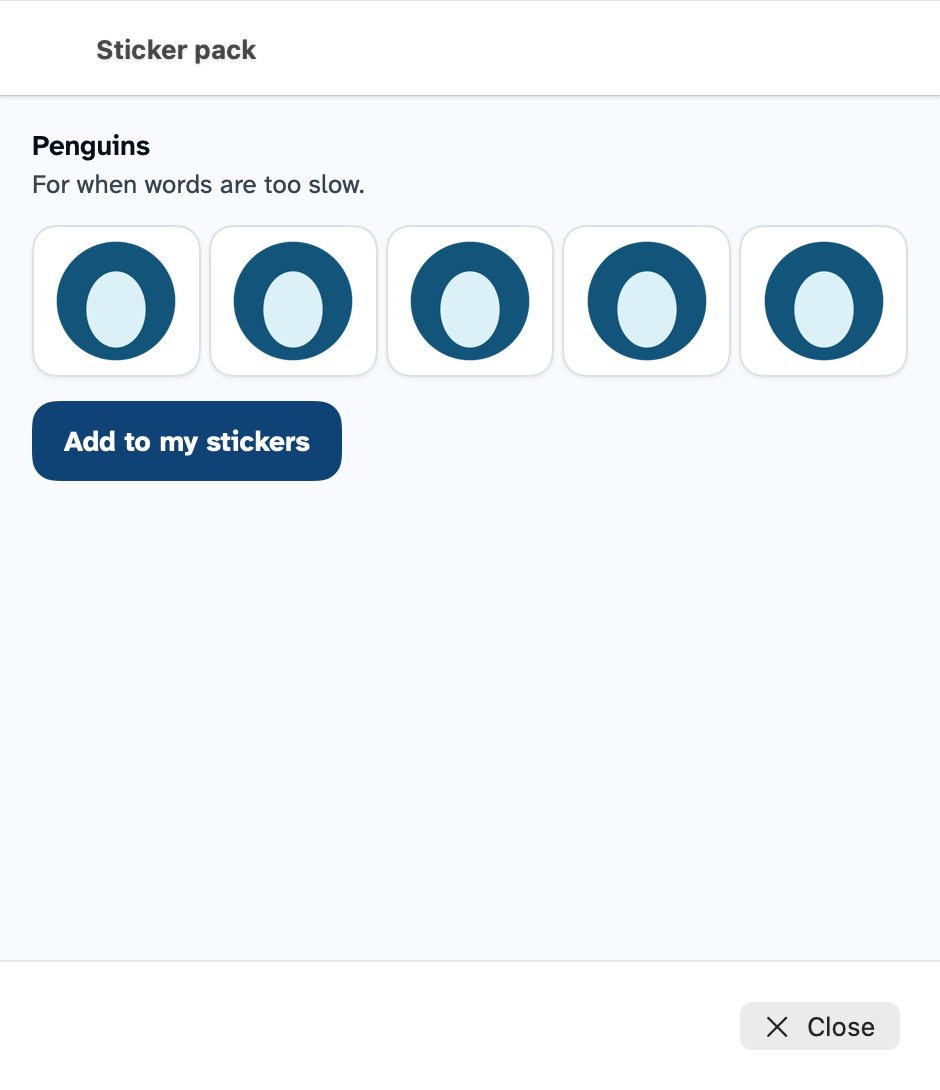 Sticker pack
Penguins
For when words are too slow.
Add to my stickers
Close